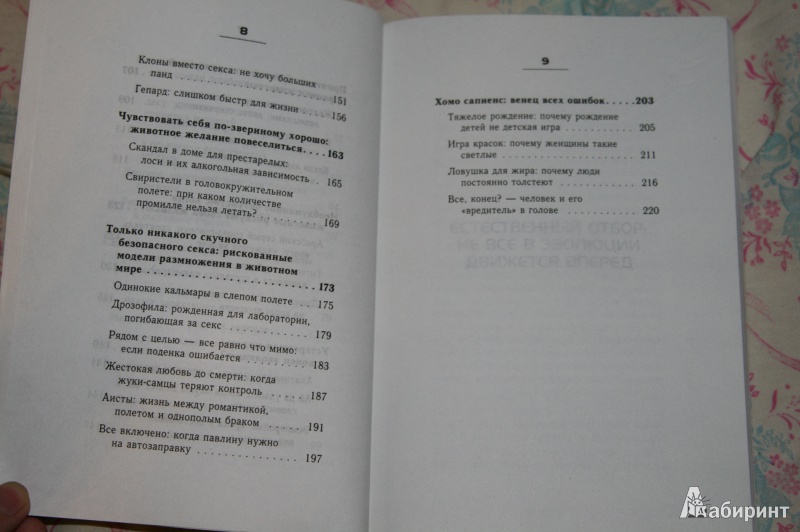 8
Клоны вместо секса: не хочу больших
панд . . . . . . . . . . . . . . . . . . . . . . . . 151
Гепард: слишком быстр для жизни . . . . 156
Чувствовать себя по-звериному хорошо:
животное желание повеселиться. . . . 163
Скандал в доме для престарелых:
лоси и их алкогольная зависимость . . 165
Свиристели в головокружительном
полете: при каком количестве
промилле нельзя летать? . . . . . . . . . 169
Только никакого скучного
безопасного секса: рискованные
модели размножения в животном
мире . . . . . . . . . . . . . . . . . . . . . . . 173
Одинокие кальмары в слепом полете . . 175
Дрозофила: рожденная для лаборатории,
погибающая за секс . . . . . . . . . . . . 179
Рядом с целью — все равно что мимо:
если поденка ошибается . . . . . . . . . 183
Жестокая любовь до смерти: когда
жуки-самцы теряют контроль . . . . . . 187
Аисты: жизнь между романтикой,
полетом и однополым браком . . . . . . 191
Все включено: когда павлину нужно
на автозаправку . . . . . . . . . . . . . . . 197
9
Хомо сапиенс: венец всех ошибок. . . . .203
Тяжелое рождение: почему рождение
детей не детская игра . . . . . . . . . . 205
Игра красок: почему женщины такие
светлые . . . . . . . . . . . . . . . . . . . . . 211
Ловушка для жира: почему люди
постоянно толстеют . . . . . . . . . . . . 216
Все, конец? — человек и его
«вредитель» в голове . . . . . . . . . . . 220
ЕСТЕСТВЕННЫЙ ОТБОР:
НЕ ВСЕ В ЭВОЛЮЦИИ
ДВИЖЕТСЯ ВПЕРЕД
Лабиринт